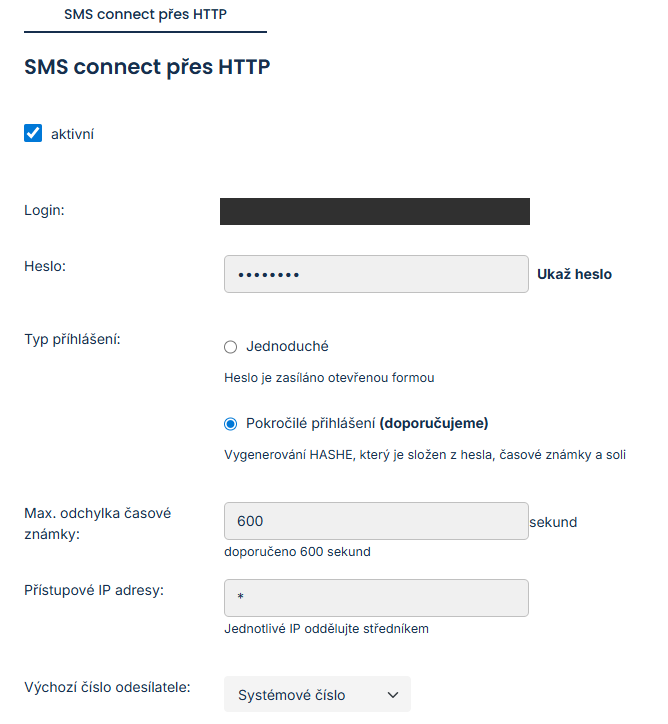 SMS connect přes HTTP
SMS connect přes HTTP
aktivní
Login:
Heslo:
••••••••
Ukaž heslo
Typ příhlášení:
Jednoduché
Heslo je zasíláno otevřenou formou
Pokročilé přihlášení (doporučujeme)
Vygenerování HASHE, který je složen z hesla, časové známky a soli
Max. odchylka časové
známky:
600
sekund
doporučeno 600 sekund
Přístupové IP adresy:
*
Jednotlivé IP oddělujte středníkem
Výchozí číslo odesílatele:
Systémové číslo